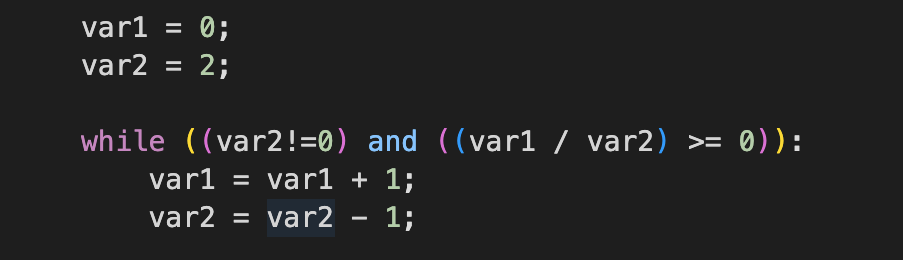 var1 = 0;
var2 = 2;
while ((var2!=0) and ((var1 / var2) >= 0)):
var1 = var1 + 1;
var2 = var2 - 1;